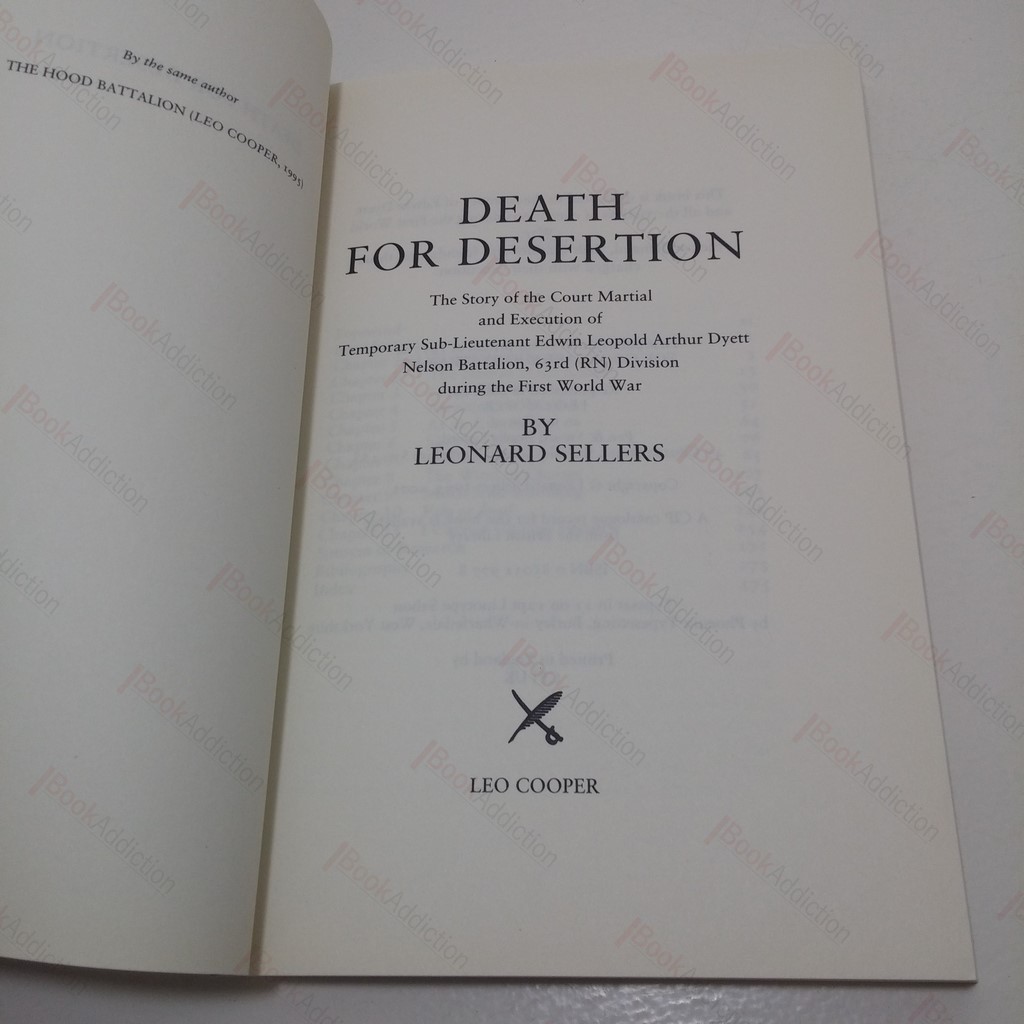 By the same author
THE HOOD BATTALION (LEO COOPER, 1995)
DEATH
FOR DESERTION
The Story of the Court Martial
and Execution of
Temporary Sub-Lieutenant Edwin Leopold Arthur Dyett
Nelson Battalion, 63rd (RN) Division
during the First World War
BY
LEONARD SELLERS
LEO COOPER
BookAddiction